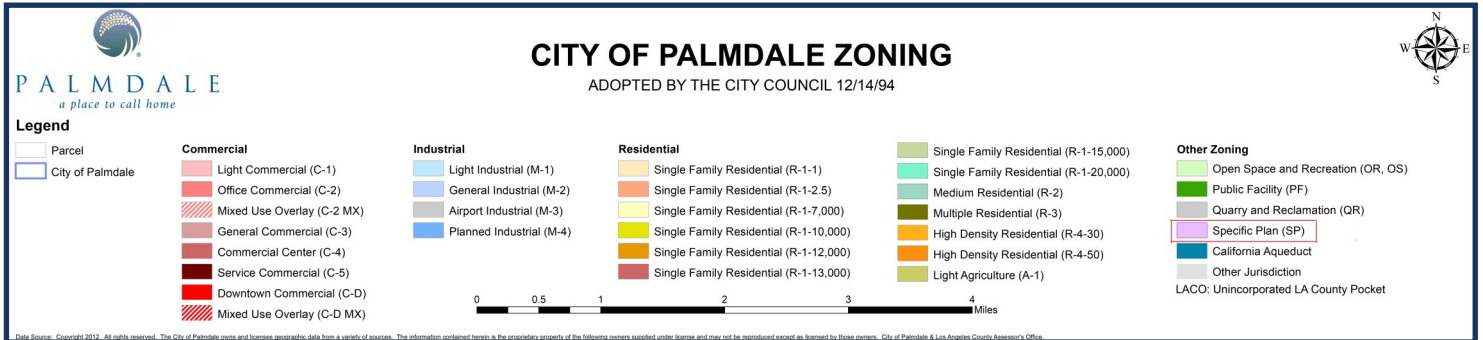 PALMDALE
a place to call home
CITY OF PALMDALE ZONING
ADOPTED BY THE CITY COUNCIL 12/14/94
N
W
E
S
Legend
Parcel
City of Palmdale
Commercial
Light Commercial (C-1)
Office Commercial (C-2)
Mixed Use Overlay (C-2 MX)
General Commercial (C-3)
Commercial Center (C-4)
Service Commercial (C-5)
Downtown Commercial (C-D)
Mixed Use Overlay (C-D MX)
Industrial
Light Industrial (M-1)
General Industrial (M-2)
Airport Industrial (M-3)
Planned Industrial (M-4)
Residential
Single Family Residential (R-1-1)
Single Family Residential (R-1-2.5)
Single Family Residential (R-1-7,000)
Single Family Residential (R-1-10,000)
Single Family Residential (R-1-12,000)
Single Family Residential (R-1-13,000)
Single Family Residential (R-1-15,000)
Single Family Residential (R-1-20,000)
Medium Residential (R-2)
Multiple Residential (R-3)
High Density Residential (R-4-30)
High Density Residential (R-4-50)
Light Agriculture (A-1)
Other Zoning
Open Space and Recreation (OR, OS)
Public Facility (PF)
Quarry and Reclamation (QR)
Specific Plan (SP)
California Aqueduct
Other Jurisdiction
LACO: Unincorporated LA County Pocket
0 0.5 1 2 3 4
Miles
Data Source: Copyright 2012. All rights reserved. The City of Palmdale owns and licenses geographic data from a variety of sources. The information contained herein is the proprietary property of the following owners supplied under license and may not be reproduced except as licensed by those owners: City of Palmdale & Los Angeles County Assessor's Office.